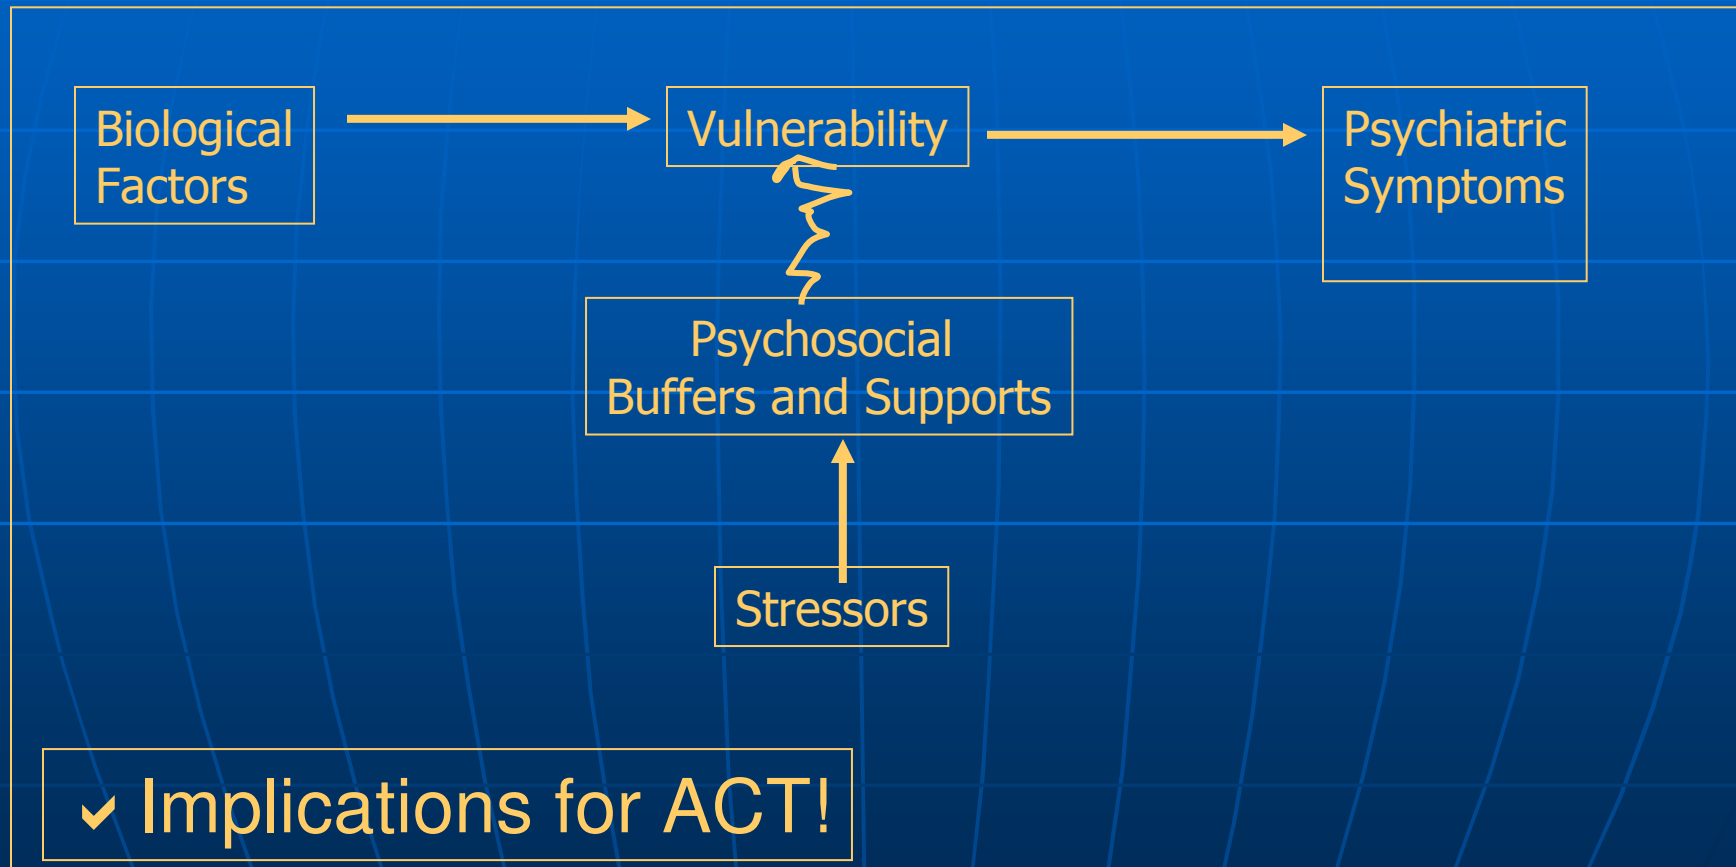 Biological
Factors
Vulnerability
Psychiatric
Symptoms
Psychosocial
Buffers and Supports
Stressors
✓ Implications for ACT!